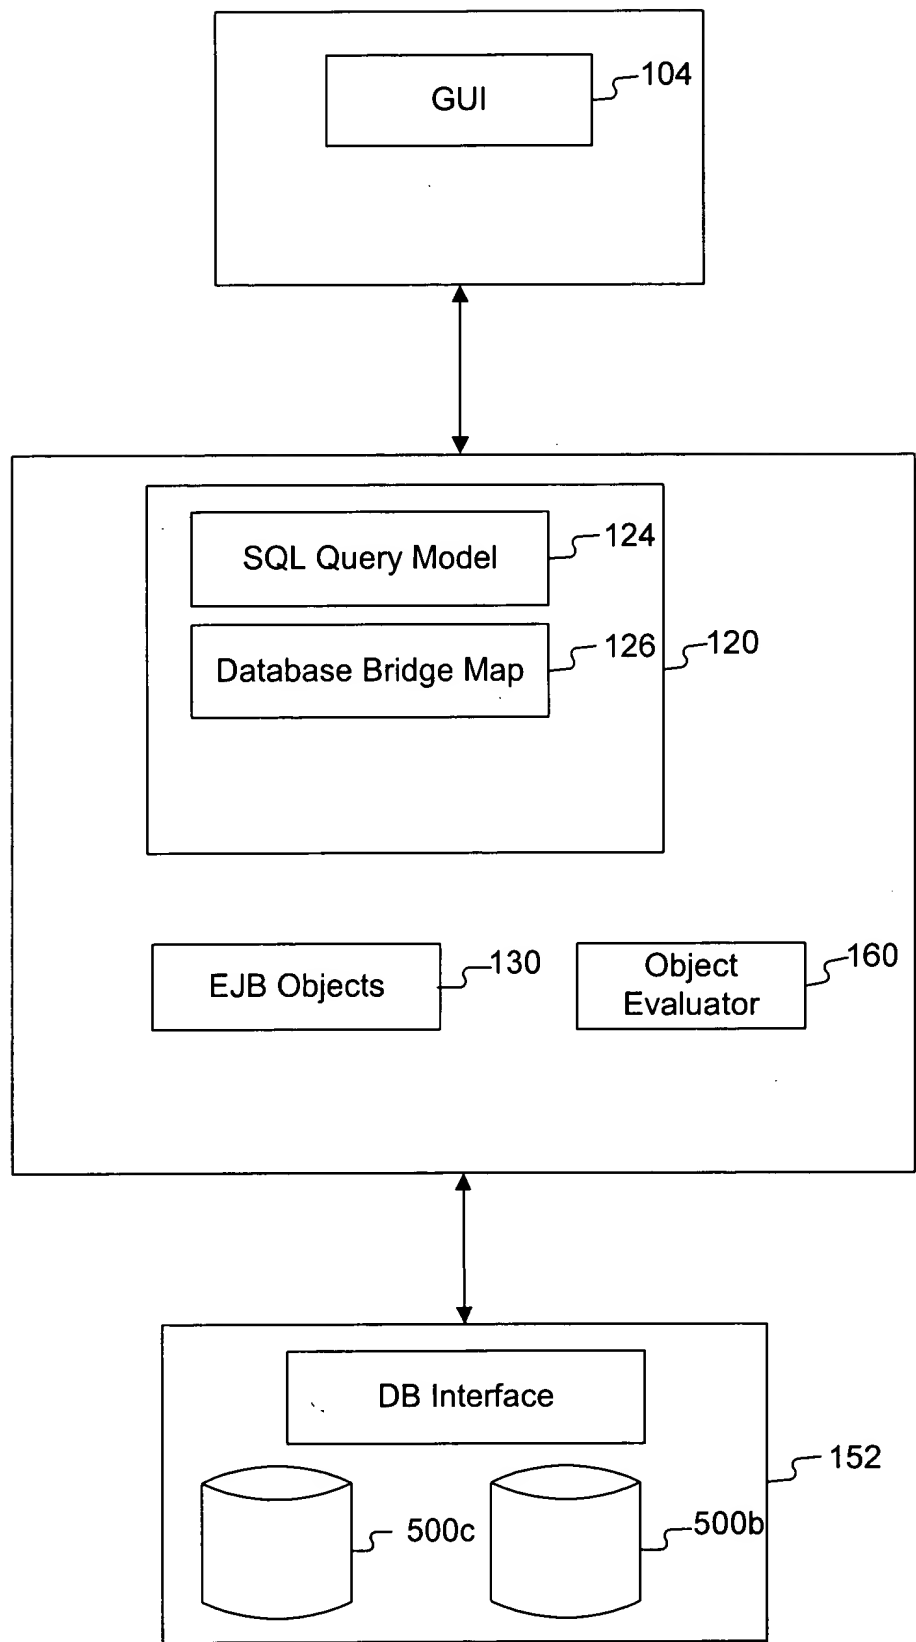 GUI
104
SQL Query Model
124
Database Bridge Map
126
120
EJB Objects
130
Object
Evaluator
160
DB Interface
152
500c
500b